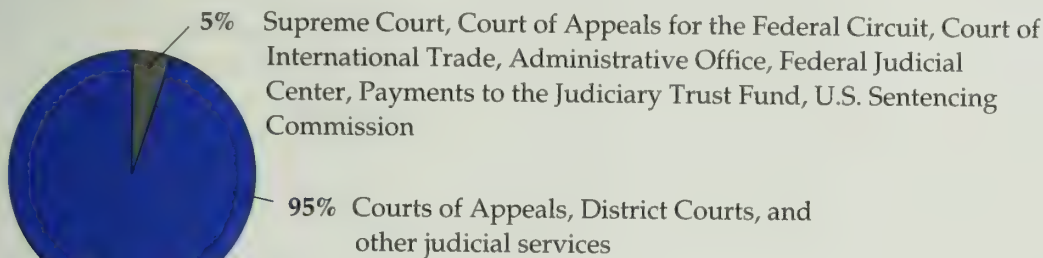 5% Supreme Court, Court of Appeals for the Federal Circuit, Court of
International Trade, Administrative Office, Federal Judicial
Center, Payments to the Judiciary Trust Fund, U.S. Sentencing
Commission
95% Courts of Appeals, District Courts, and
other judicial services